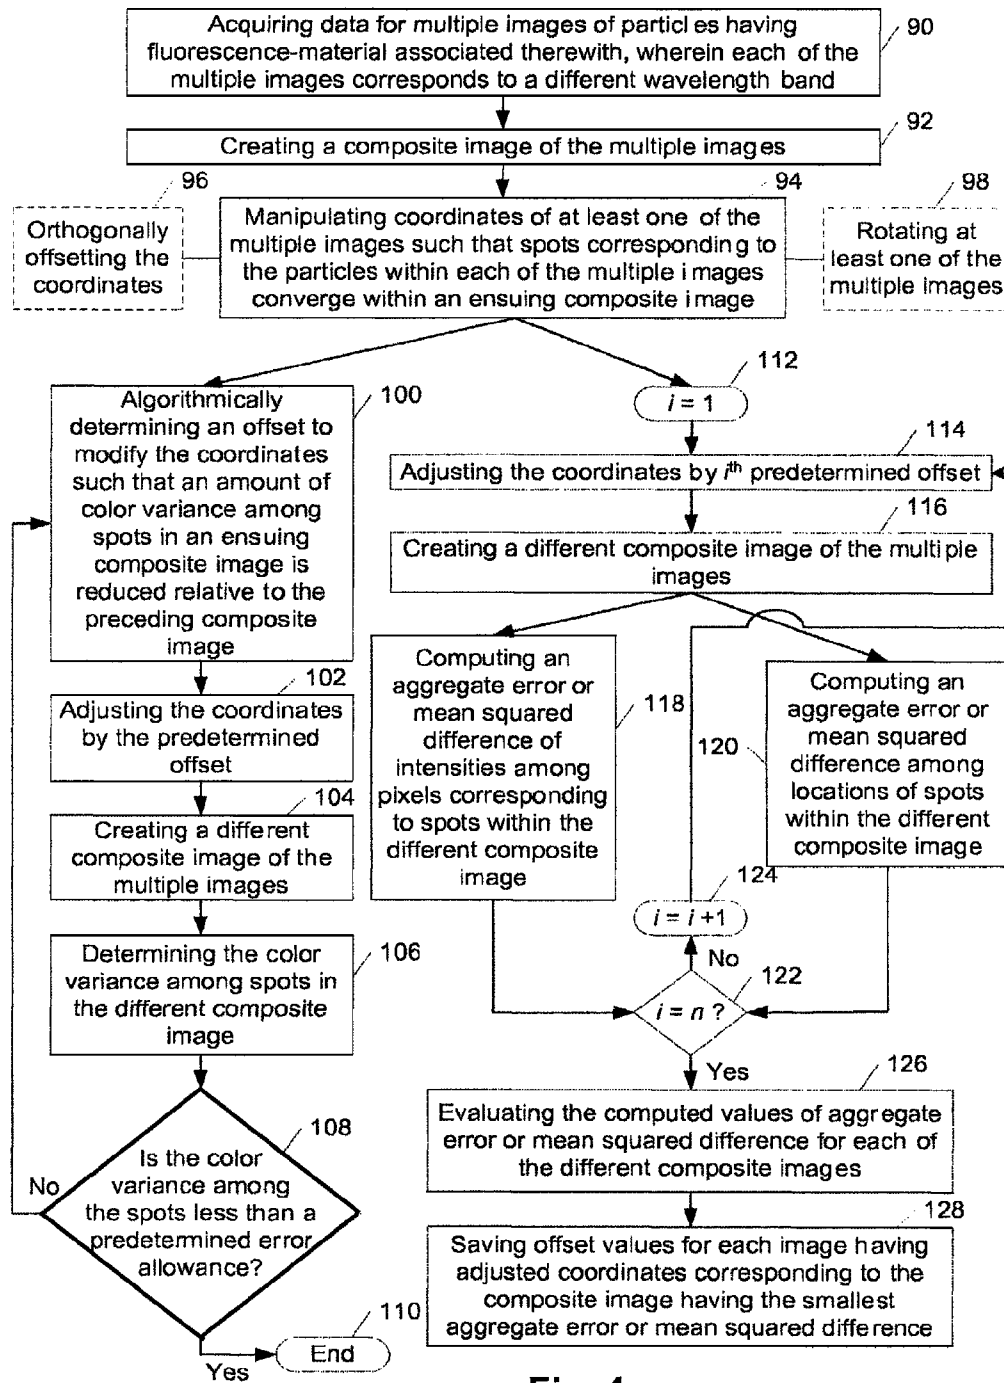 Acquiring data for multiple images of particles having
fluorescence-material associated therewith, wherein each of the
multiple images corresponds to a different wavelength band
90
92
Creating a composite image of the multiple images
96
94
98
Orthogonally
offsetting the
coordinates
Manipulating coordinates of at least one of the
multiple images such that spots corresponding to
the particles within each of the multiple images
converge within an ensuing composite image
Rotating at
least one of the
multiple images
100
Algorithmically
determining an offset to
modify the coordinates
such that an amount of
color variance among
spots in an ensuing
composite image is
reduced relative to the
preceding composite
image
102
Adjusting the coordinates
by the predetermined
offset
104
Creating a different
composite image of the
multiple images
106
Determining the color
variance among spots in
the different composite
image
108
Is the color
variance among
the spots less than a
predetermined error
allowance?
No
Yes
110
End
112
i = 1
114
Adjusting the coordinates by ith predetermined offset
116
Creating a different composite image of the multiple
images
Computing an
aggregate error or
mean squared
difference of
intensities among
pixels corresponding
to spots within the
different composite
image
118
120
Computing an
aggregate error or
mean squared
difference among
locations of spots
within the different
composite image
124
i = i +1
No
122
i = n ?
Yes
126
Evaluating the computed values of aggregate
error or mean squared difference for each of
the different composite images
128
Saving offset values for each image having
adjusted coordinates corresponding to the
composite image having the smallest
aggregate error or mean squared difference